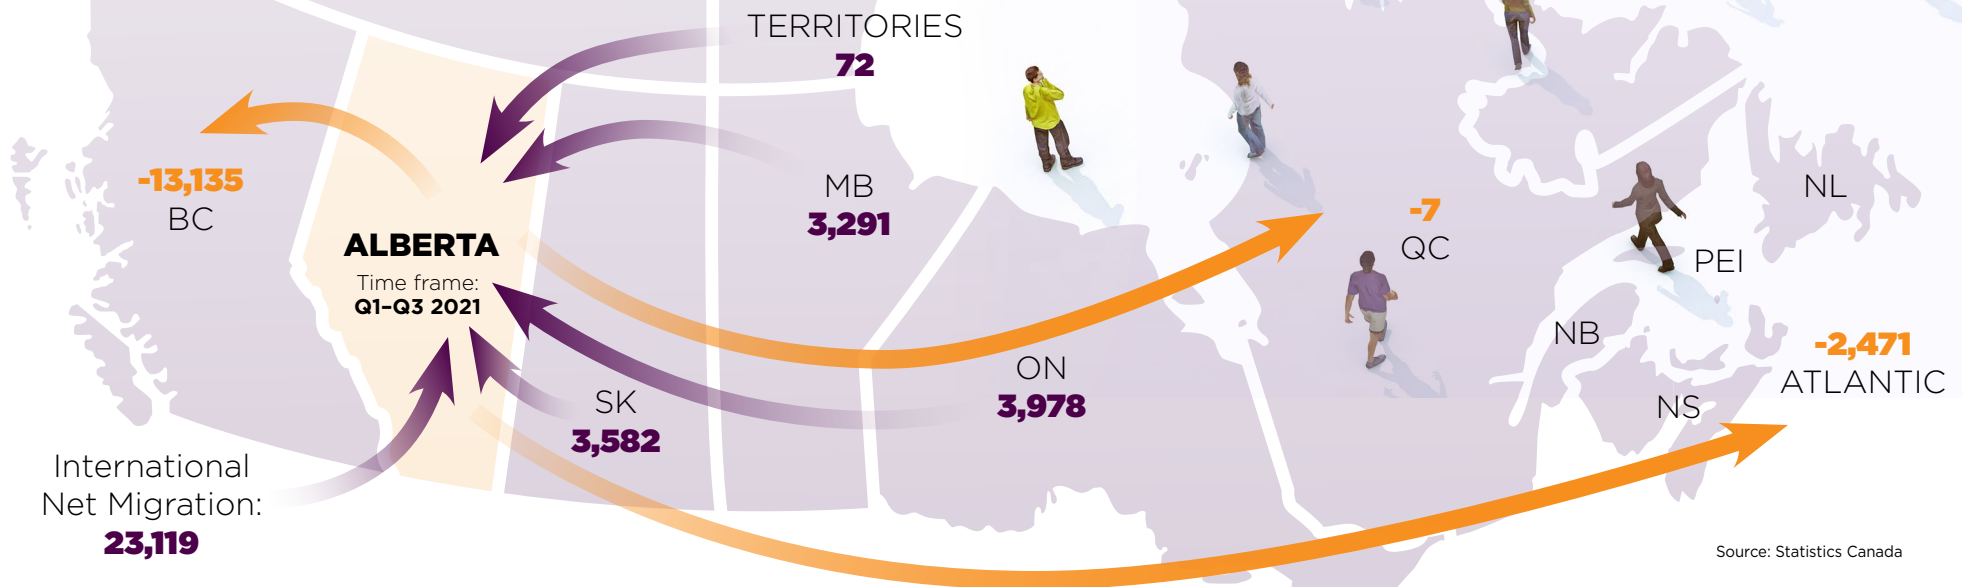 TERRITORIES
72
-13,135
BC
MB
3,291
ALBERTA
Time frame:
Q1–Q3 2021
-7
QC
NL
PEI
NB
-2,471
ATLANTIC
NS
ON
3,978
SK
3,582
International
Net Migration:
23,119
Source: Statistics Canada